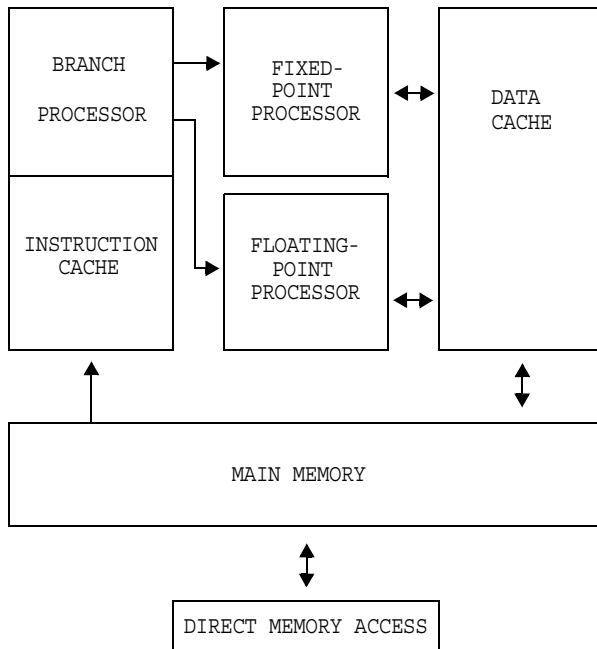 BRANCH
PROCESSOR
FIXED-
POINT
PROCESSOR
DATA
CACHE
INSTRUCTION
CACHE
FLOATING-
POINT
PROCESSOR
MAIN MEMORY
DIRECT MEMORY ACCESS